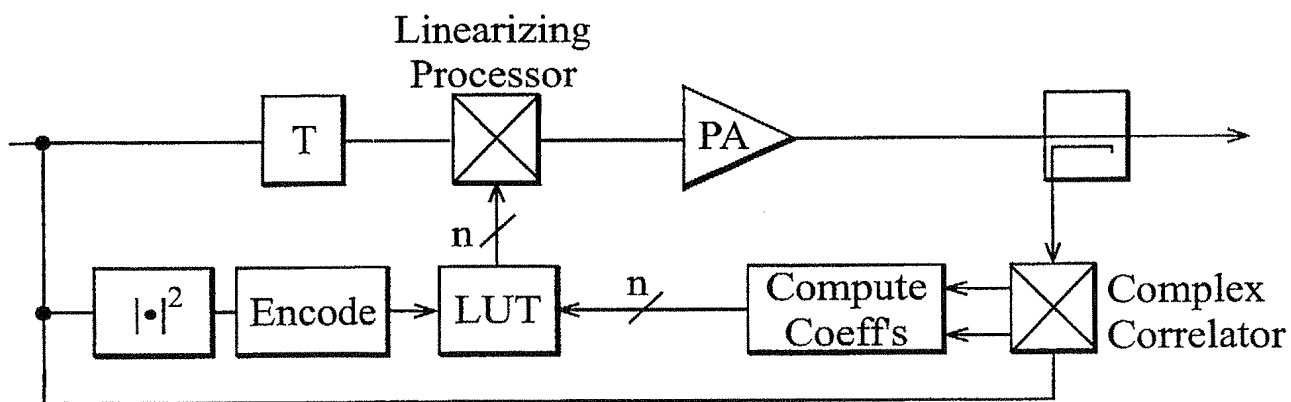 Linearizing
Processor
T
PA
n
|•|²
Encode
LUT
n
Compute
Coeff's
Complex
Correlator